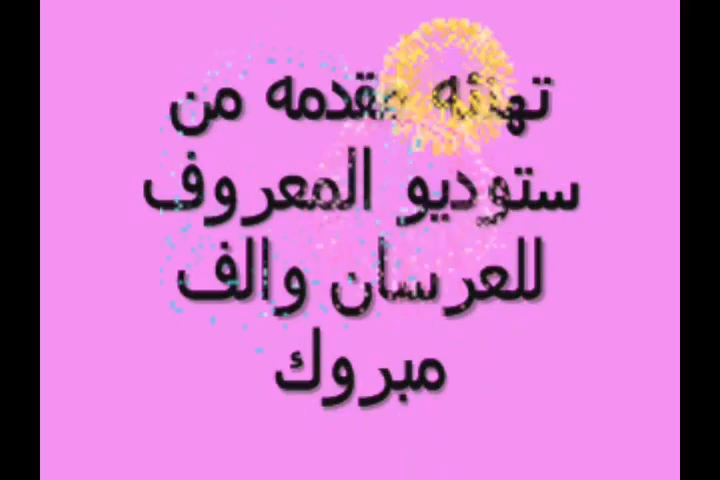 تهنئه مقدمه من
ستوديو المعروف
للعرسان والف
مبروك